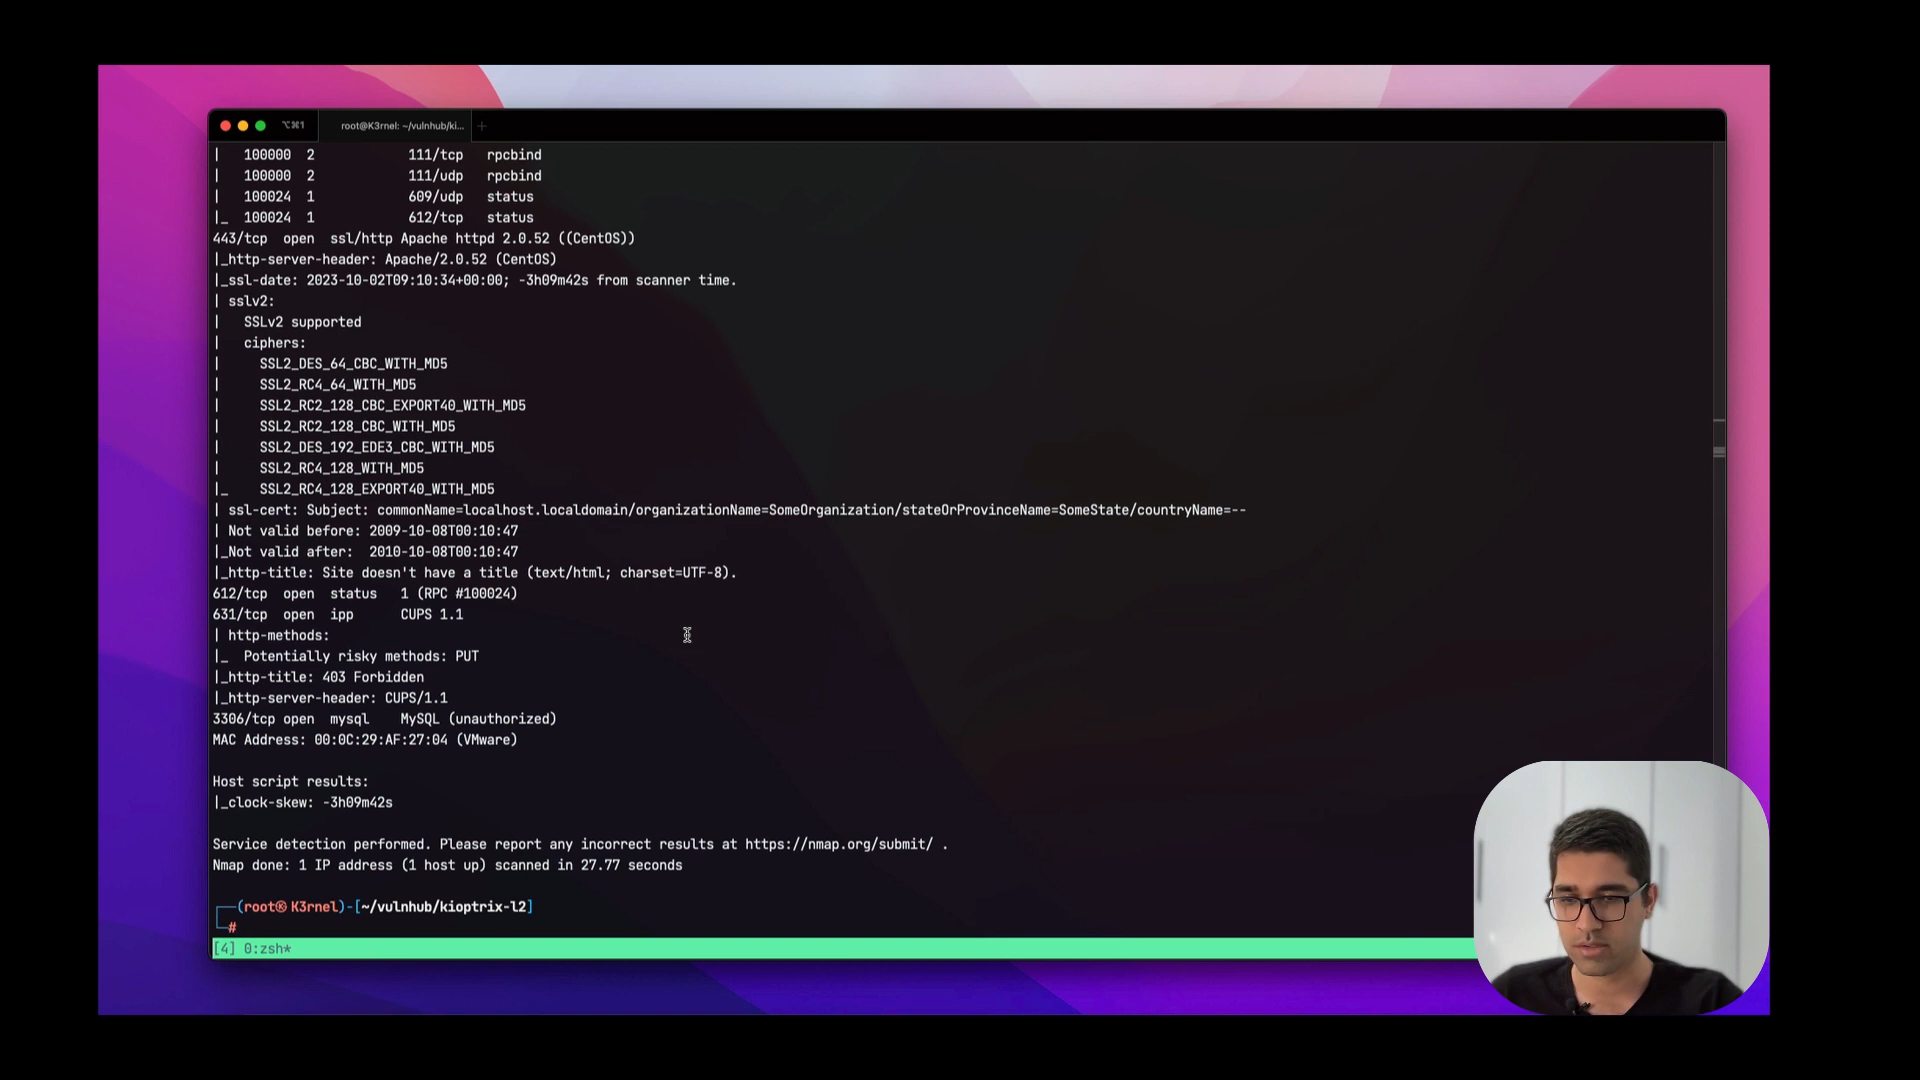 ⌥⌘1 root@K3rnel: ~/vulnhub/ki... +
| 100000 2 111/tcp rpcbind
| 100000 2 111/udp rpcbind
| 100024 1 609/udp status
|_ 100024 1 612/tcp status
443/tcp open ssl/http Apache httpd 2.0.52 ((CentOS))
|_http-server-header: Apache/2.0.52 (CentOS)
|_ssl-date: 2023-10-02T09:10:34+00:00; -3h09m42s from scanner time.
| sslv2:
| SSLv2 supported
| ciphers:
| SSL2_DES_64_CBC_WITH_MD5
| SSL2_RC4_64_WITH_MD5
| SSL2_RC2_128_CBC_EXPORT40_WITH_MD5
| SSL2_RC2_128_CBC_WITH_MD5
| SSL2_DES_192_EDE3_CBC_WITH_MD5
| SSL2_RC4_128_WITH_MD5
|_ SSL2_RC4_128_EXPORT40_WITH_MD5
| ssl-cert: Subject: commonName=localhost.localdomain/organizationName=SomeOrganization/stateOrProvinceName=SomeState/countryName=--
| Not valid before: 2009-10-08T00:10:47
|_Not valid after: 2010-10-08T00:10:47
|_http-title: Site doesn't have a title (text/html; charset=UTF-8).
612/tcp open status 1 (RPC #100024)
631/tcp open ipp CUPS 1.1
| http-methods:
|_ Potentially risky methods: PUT
|_http-title: 403 Forbidden
|_http-server-header: CUPS/1.1
3306/tcp open mysql MySQL (unauthorized)
MAC Address: 00:0C:29:AF:27:04 (VMware)
Host script results:
|_clock-skew: -3h09m42s
Service detection performed. Please report any incorrect results at https://nmap.org/submit/ .
Nmap done: 1 IP address (1 host up) scanned in 27.77 seconds
┌──(root㉿K3rnel)-[~/vulnhub/kioptrix-l2]
└─#
[4] 0:zsh*